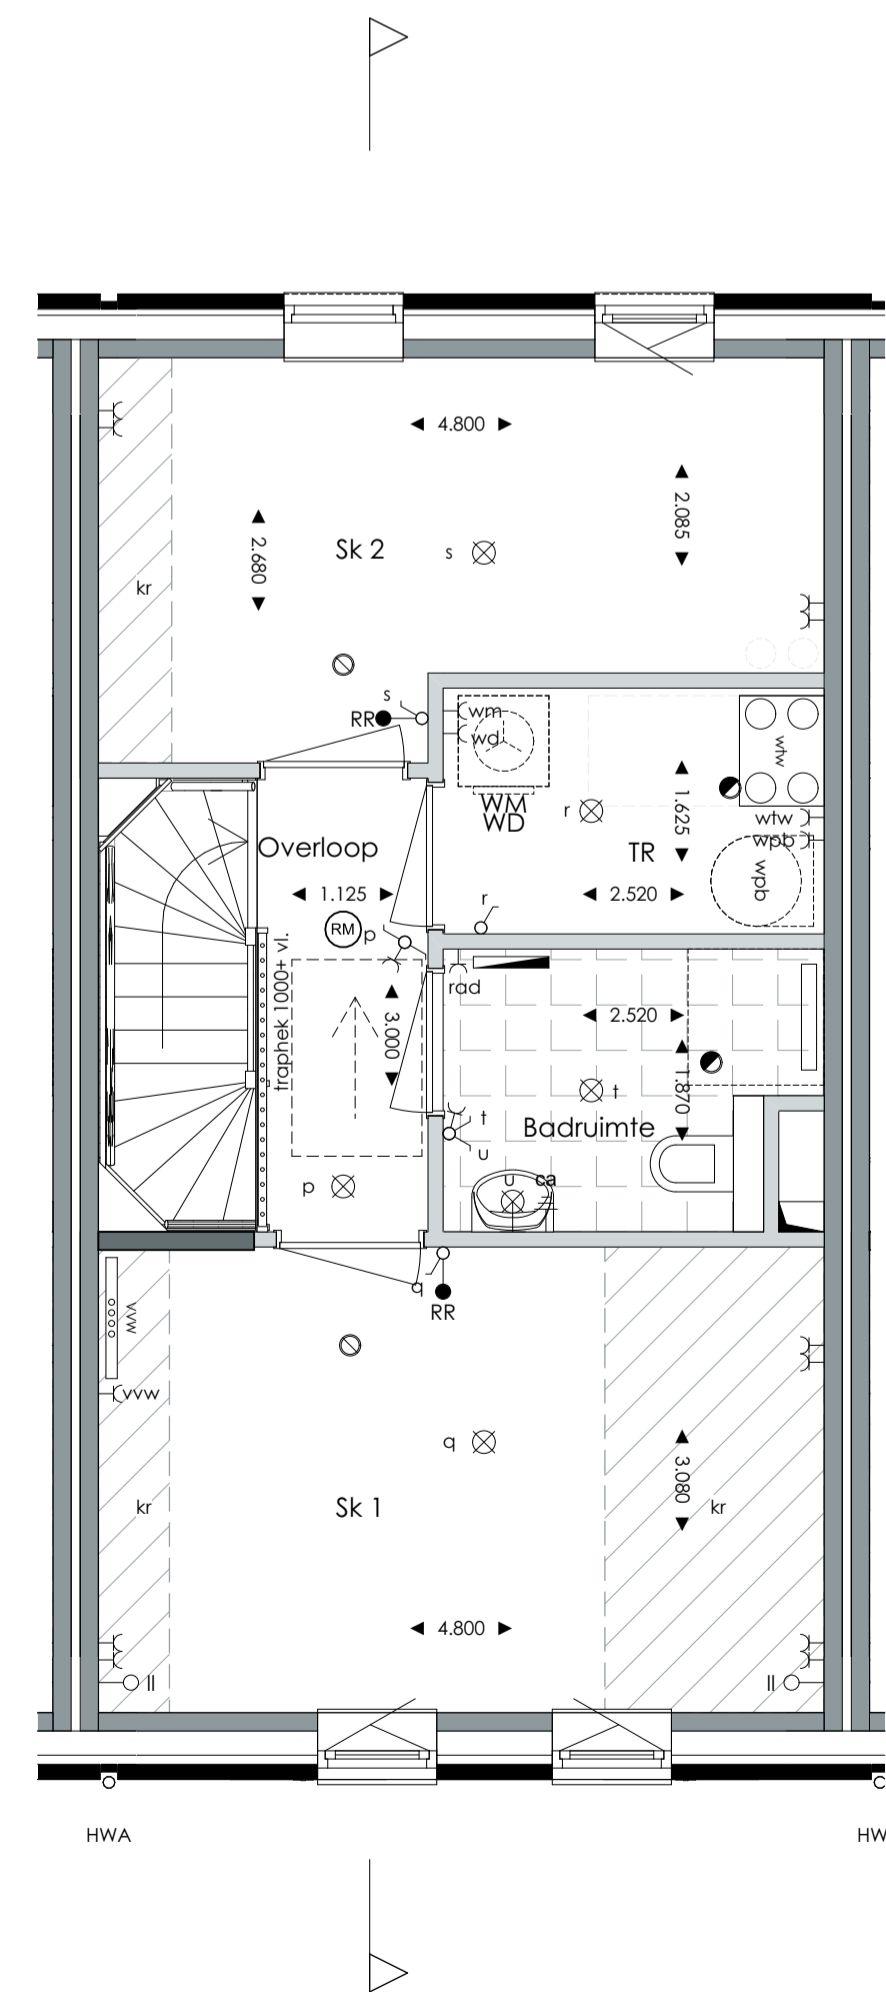 4.800
2.085
2.680
Sk 2
s
kr
s
RR
wm
wd
wtw
WM
WD
r
1.625
wtw
wpb
TR
wpb
Overloop
1.125
2.520
r
RM
p
traphek 1000+ vl.
rad
3.000
2.520
1.870
t
t
Badruimte
u
p
u
ca
q
RR
vvw
vvw
q
3.080
kr
Sk 1
kr
4.800
ll
ll
HWA
HW